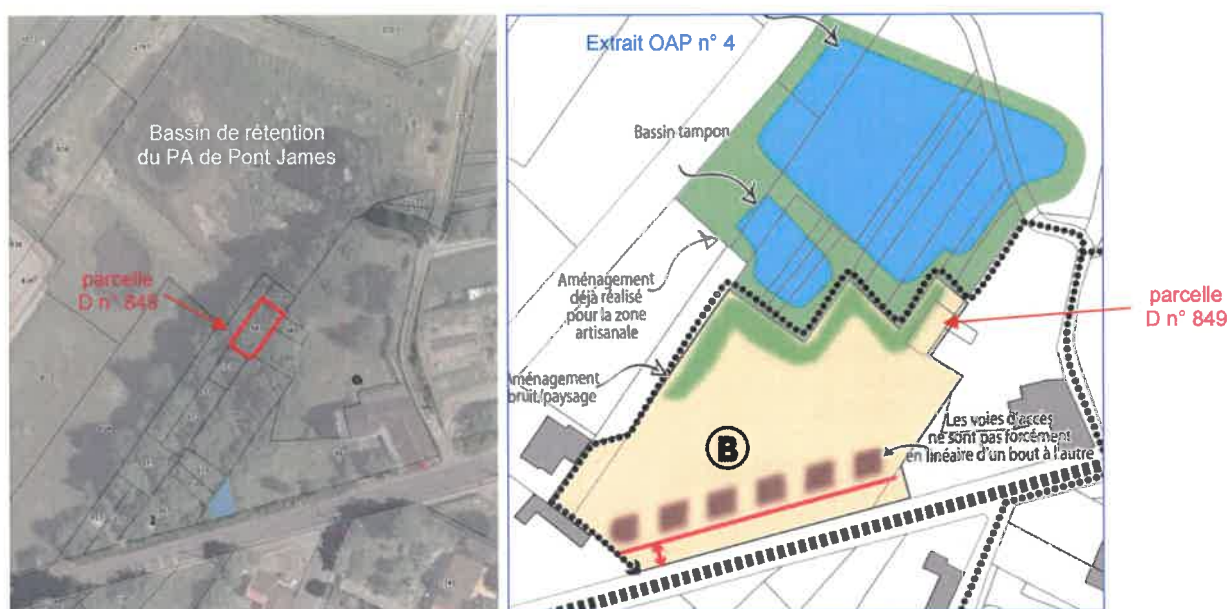 Bassin de rétention
du PA de Pont James
parcelle
D n° 848
Extrait OAP n° 4
Bassin tampon
Aménagement
déjà réalisé
pour la zone
artisanale
Aménagement
bruit/paysage
B
Les voies d'accès
ne sont pas forcément
en linéaire d'un bout à l'autre
parcelle
D n° 849